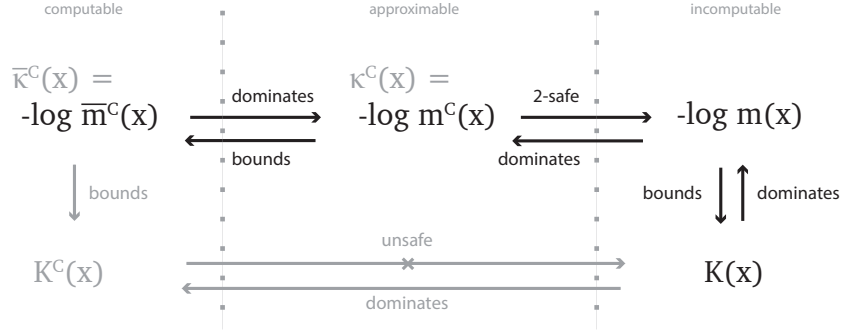 computable approximable incomputable
κ̅ᶜ(x) = κᶜ(x) =
-log m̅ᶜ(x) dominates -log mᶜ(x) 2-safe -log m(x)
bounds dominates
bounds bounds dominates
unsafe
Kᶜ(x) K(x)
dominates